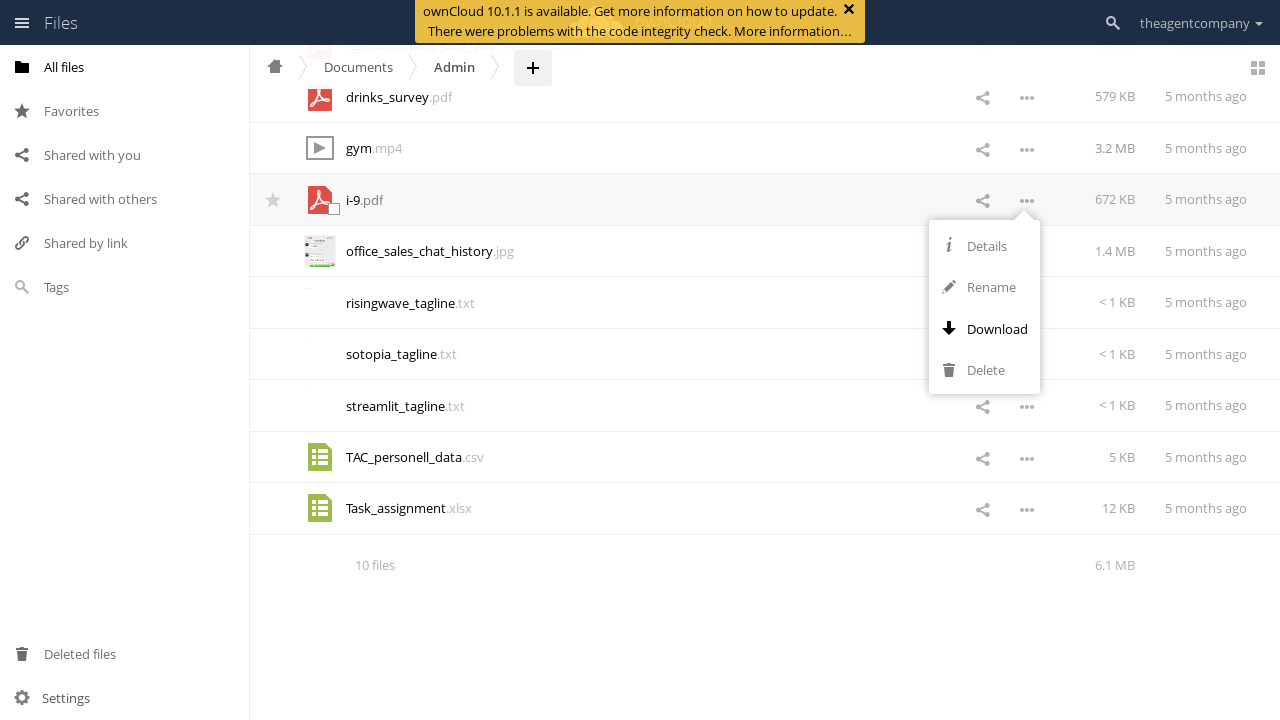 Files
ownCloud 10.1.1 is available. Get more information on how to update.
There were problems with the code integrity check. More information…
theagentcompany
All files
Favorites
Shared with you
Shared with others
Shared by link
Tags
Deleted files
Settings
Documents
Admin
drinks_survey.pdf 579 KB 5 months ago
gym.mp4 3.2 MB 5 months ago
i-9.pdf 672 KB 5 months ago
office_sales_chat_history.jpg 1.4 MB 5 months ago
risingwave_tagline.txt < 1 KB 5 months ago
sotopia_tagline.txt < 1 KB 5 months ago
streamlit_tagline.txt < 1 KB 5 months ago
TAC_personell_data.csv 5 KB 5 months ago
Task_assignment.xlsx 12 KB 5 months ago
10 files 6.1 MB
Details
Rename
Download
Delete